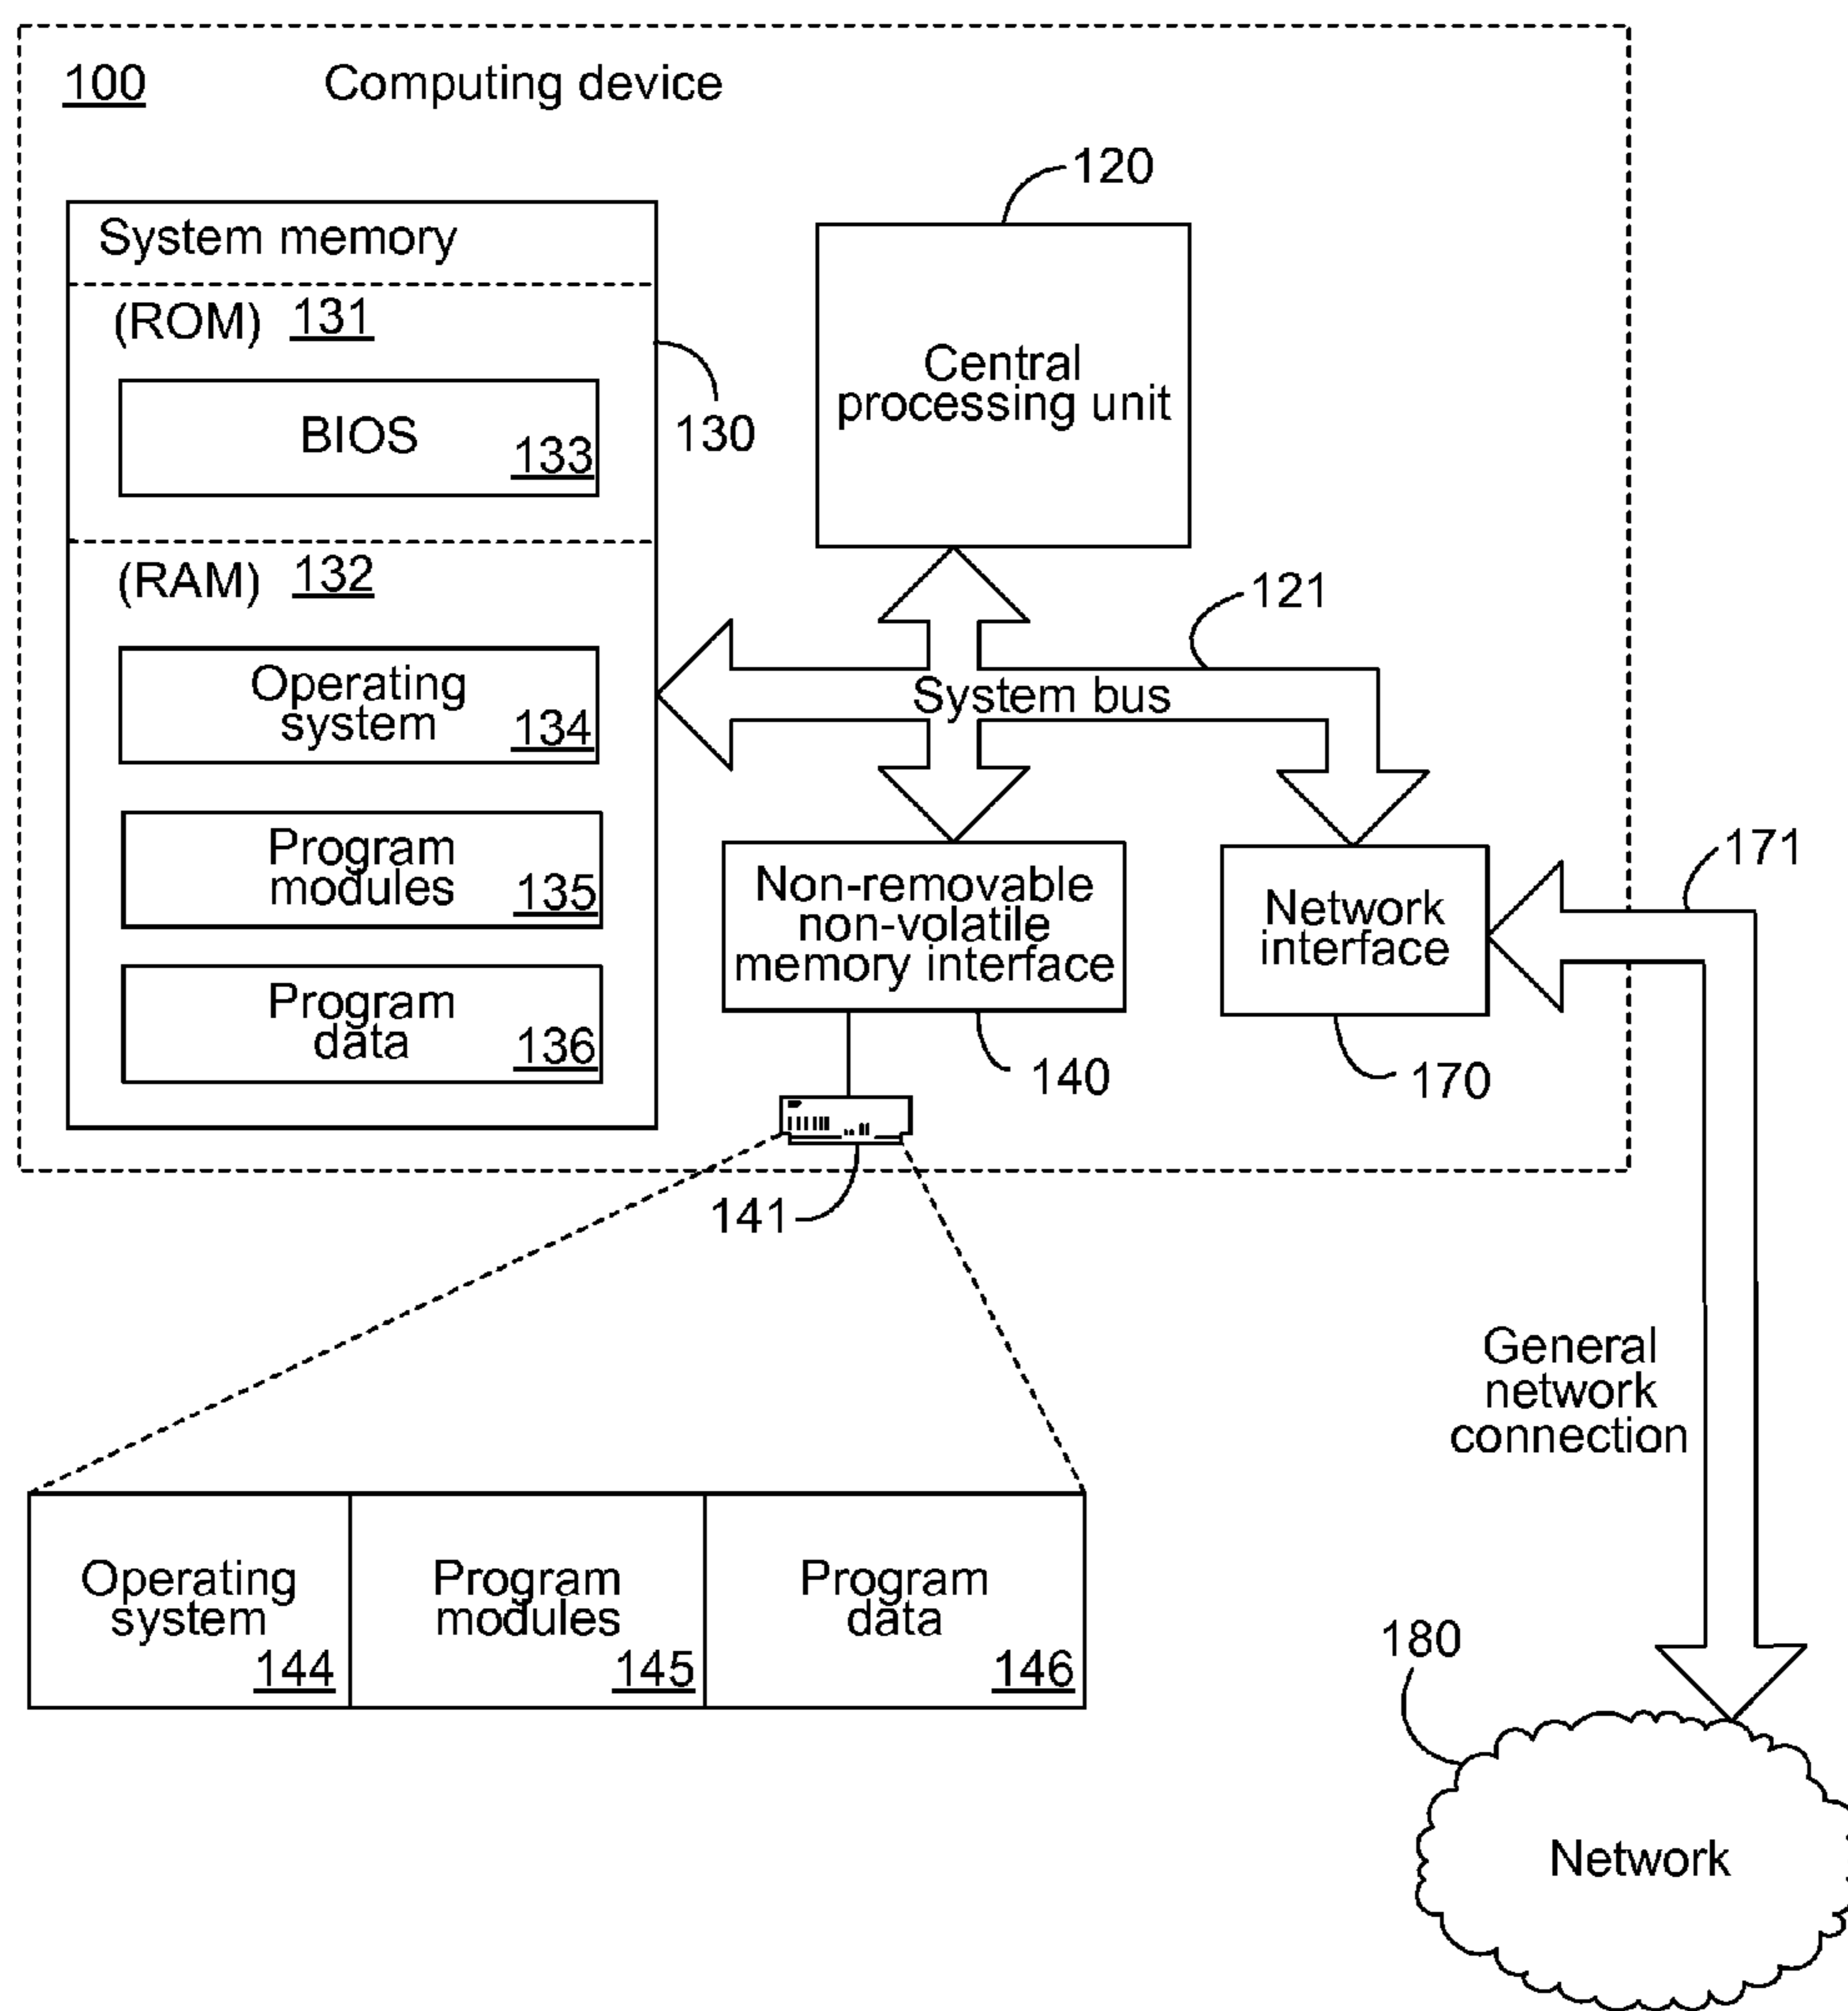 100 Computing device
120
System memory
(ROM) 131
BIOS 133
130
Central
processing unit
(RAM) 132
121
Operating
system 134
System bus
Program
modules 135
Non-removable
non-volatile
memory interface
Network
interface
171
Program
data 136
140
170
141
General
network
connection
Operating
system 144
Program
modules 145
Program
data 146
180
Network